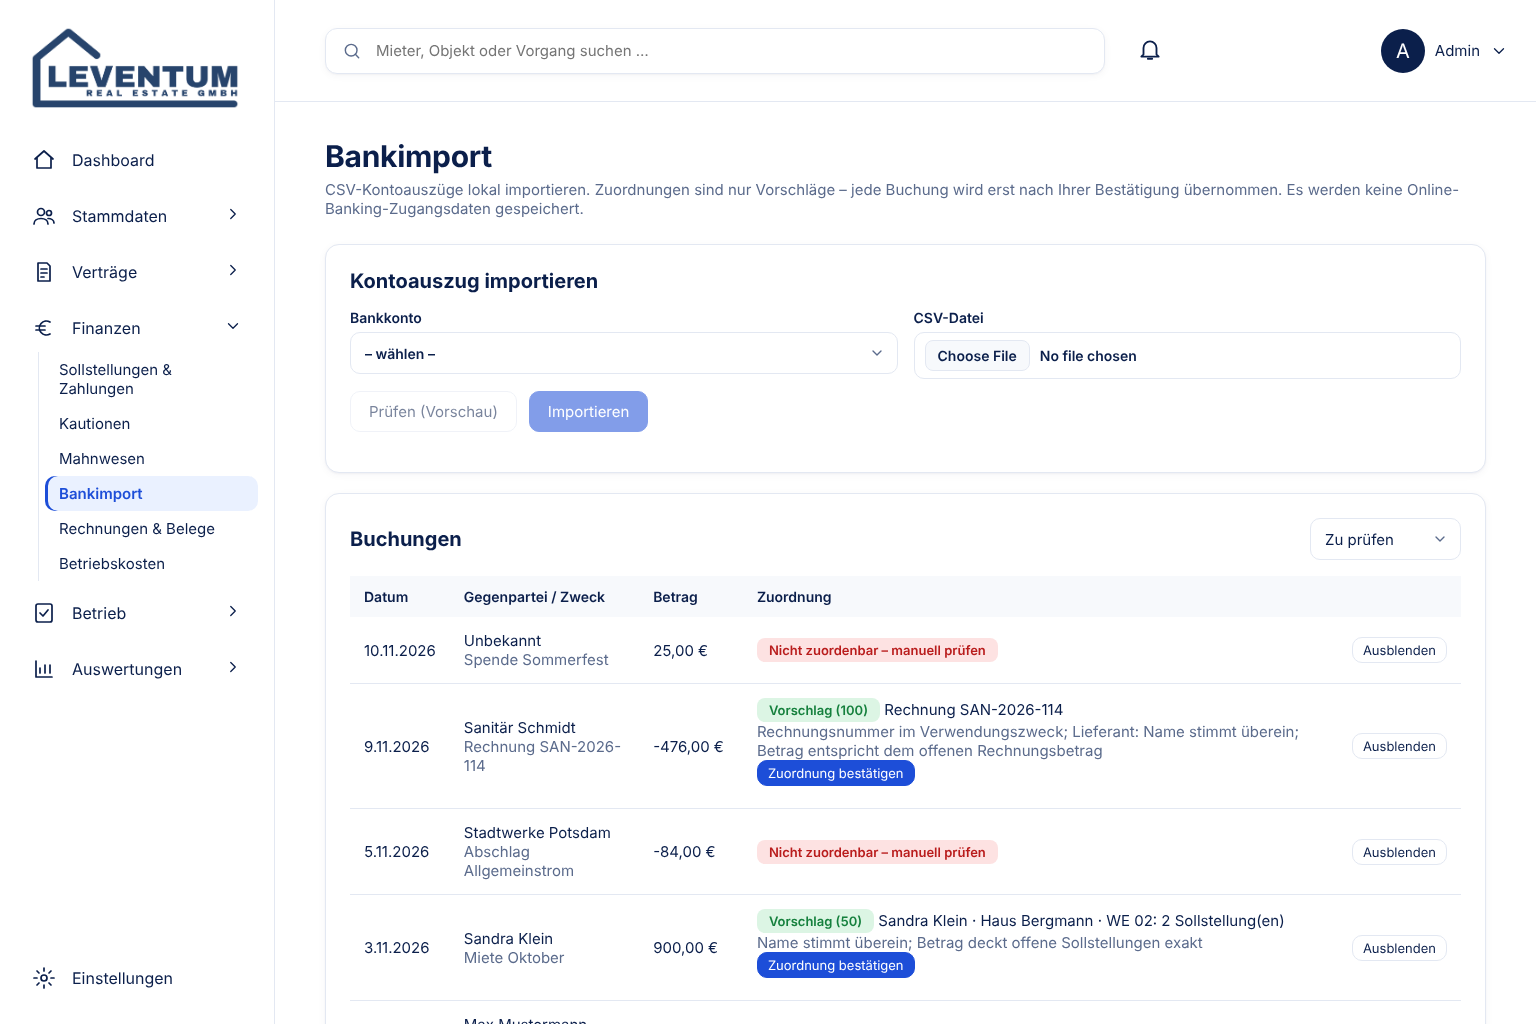 LEVENTUM
REAL ESTATE GMBH
Mieter, Objekt oder Vorgang suchen ...
A
Admin
Dashboard
Stammdaten
Verträge
Finanzen
Sollstellungen &
Zahlungen
Kautionen
Mahnwesen
Bankimport
Rechnungen & Belege
Betriebskosten
Betrieb
Auswertungen
Einstellungen
Bankimport
CSV-Kontoauszüge lokal importieren. Zuordnungen sind nur Vorschläge – jede Buchung wird erst nach Ihrer Bestätigung übernommen. Es werden keine Online-
Banking-Zugangsdaten gespeichert.
Kontoauszug importieren
Bankkonto
CSV-Datei
– wählen –
Choose File No file chosen
Prüfen (Vorschau)
Importieren
Buchungen
Zu prüfen
Datum Gegenpartei / Zweck Betrag Zuordnung
10.11.2026
Unbekannt
Spende Sommerfest
25,00 €
Nicht zuordenbar – manuell prüfen
Ausblenden
9.11.2026
Sanitär Schmidt
Rechnung SAN-2026-
114
-476,00 €
Vorschlag (100) Rechnung SAN-2026-114
Rechnungsnummer im Verwendungszweck; Lieferant: Name stimmt überein;
Betrag entspricht dem offenen Rechnungsbetrag
Zuordnung bestätigen
Ausblenden
5.11.2026
Stadtwerke Potsdam
Abschlag
Allgemeinstrom
-84,00 €
Nicht zuordenbar – manuell prüfen
Ausblenden
3.11.2026
Sandra Klein
Miete Oktober
900,00 €
Vorschlag (50) Sandra Klein · Haus Bergmann · WE 02: 2 Sollstellung(en)
Name stimmt überein; Betrag deckt offene Sollstellungen exakt
Zuordnung bestätigen
Ausblenden